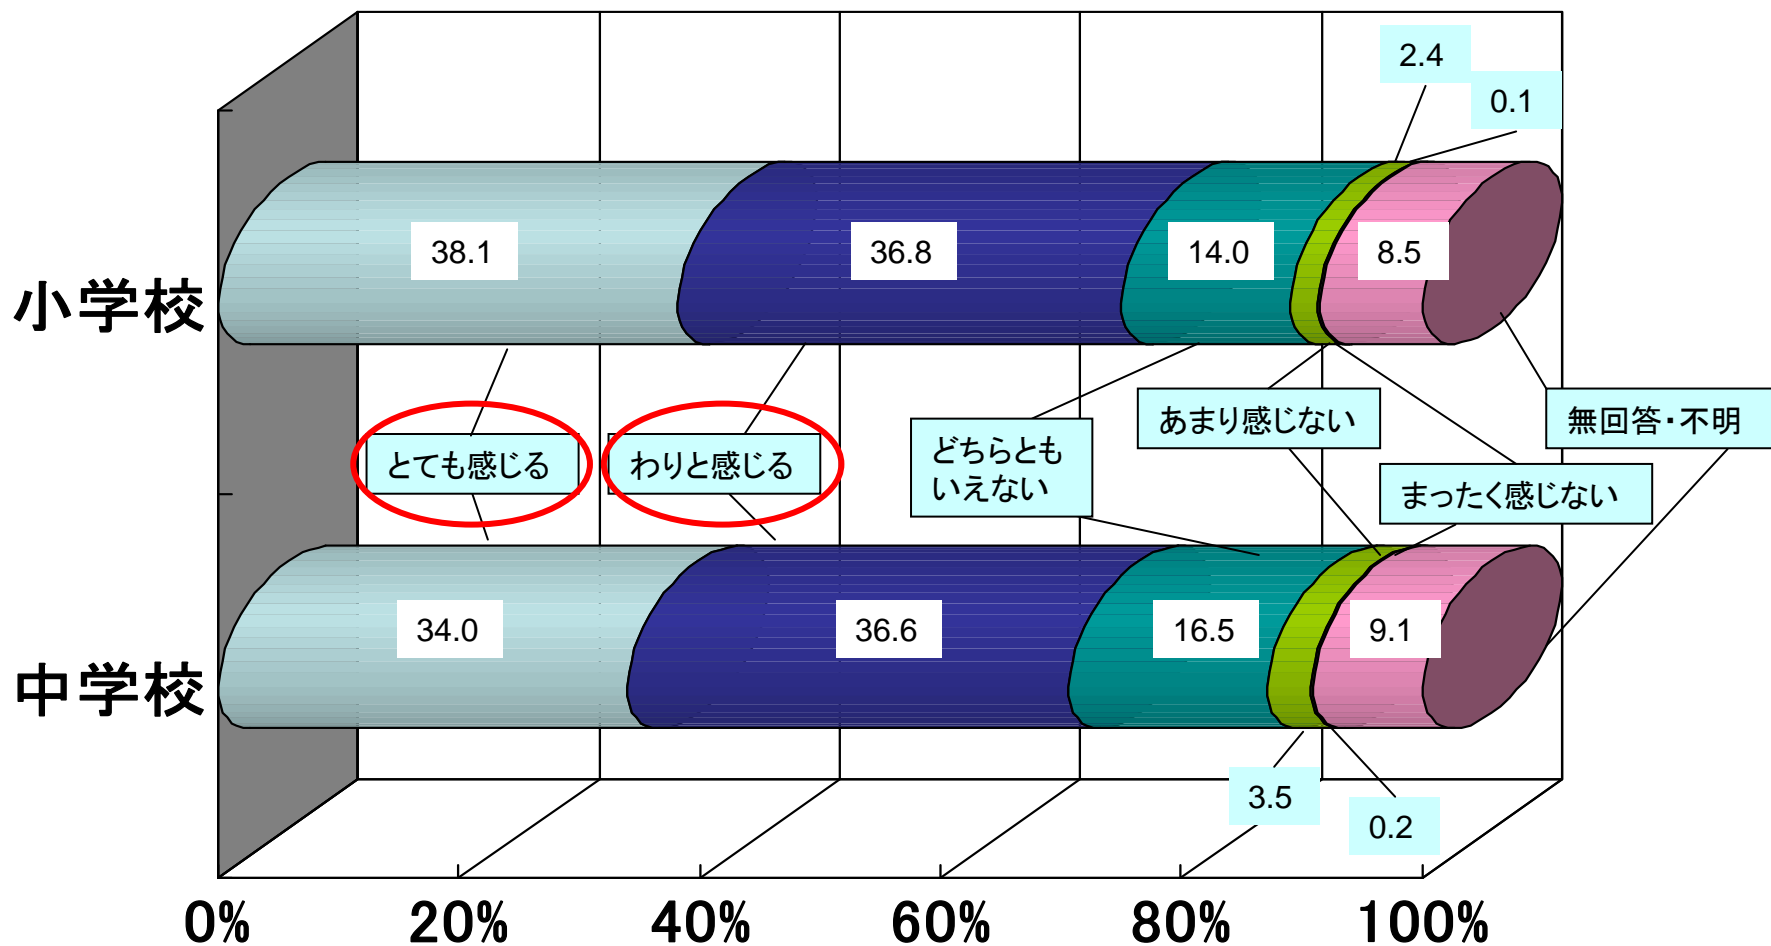 2.4
0.1
38.1
36.8
14.0
8.5
小学校
とても感じる
わりと感じる
どちらとも
いえない
あまり感じない
まったく感じない
無回答・不明
34.0
36.6
16.5
9.1
中学校
3.5
0.2
0%
20%
40%
60%
80%
100%